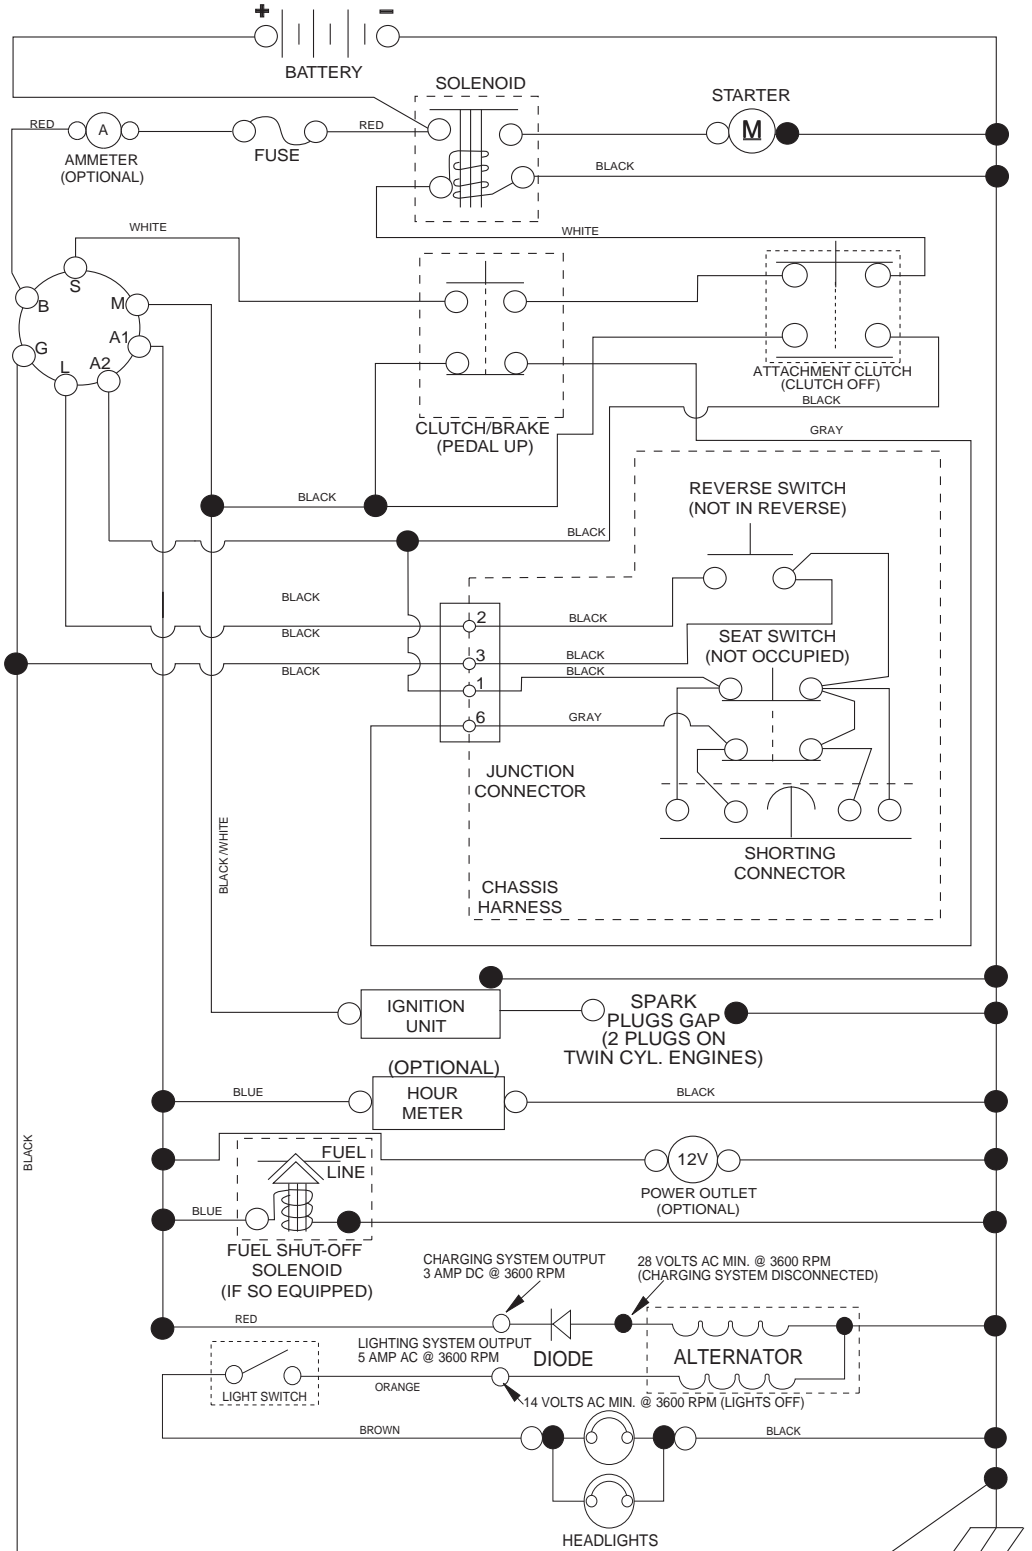 + −
BATTERY
SOLENOID
STARTER
RED
A
RED
M
AMMETER
(OPTIONAL)
FUSE
BLACK
WHITE
WHITE
S
B
M
G
A1
L
A2
ATTACHMENT CLUTCH
(CLUTCH OFF)
BLACK
CLUTCH/BRAKE
(PEDAL UP)
GRAY
BLACK
REVERSE SWITCH
(NOT IN REVERSE)
BLACK
BLACK
2
BLACK
BLACK
SEAT SWITCH
(NOT OCCUPIED)
3
BLACK
BLACK
BLACK
1
6
GRAY
JUNCTION
CONNECTOR
BLACK/WHITE
SHORTING
CONNECTOR
CHASSIS
HARNESS
IGNITION
UNIT
SPARK
PLUGS GAP
(2 PLUGS ON
TWIN CYL. ENGINES)
(OPTIONAL)
BLUE
HOUR
METER
BLACK
BLACK
FUEL
LINE
12V
POWER OUTLET
(OPTIONAL)
BLUE
FUEL SHUT-OFF
SOLENOID
(IF SO EQUIPPED)
CHARGING SYSTEM OUTPUT
3 AMP DC @ 3600 RPM
28 VOLTS AC MIN. @ 3600 RPM
(CHARGING SYSTEM DISCONNECTED)
RED
LIGHTING SYSTEM OUTPUT
5 AMP AC @ 3600 RPM
DIODE
ALTERNATOR
LIGHT SWITCH
ORANGE
14 VOLTS AC MIN. @ 3600 RPM (LIGHTS OFF)
BROWN
BLACK
HEADLIGHTS